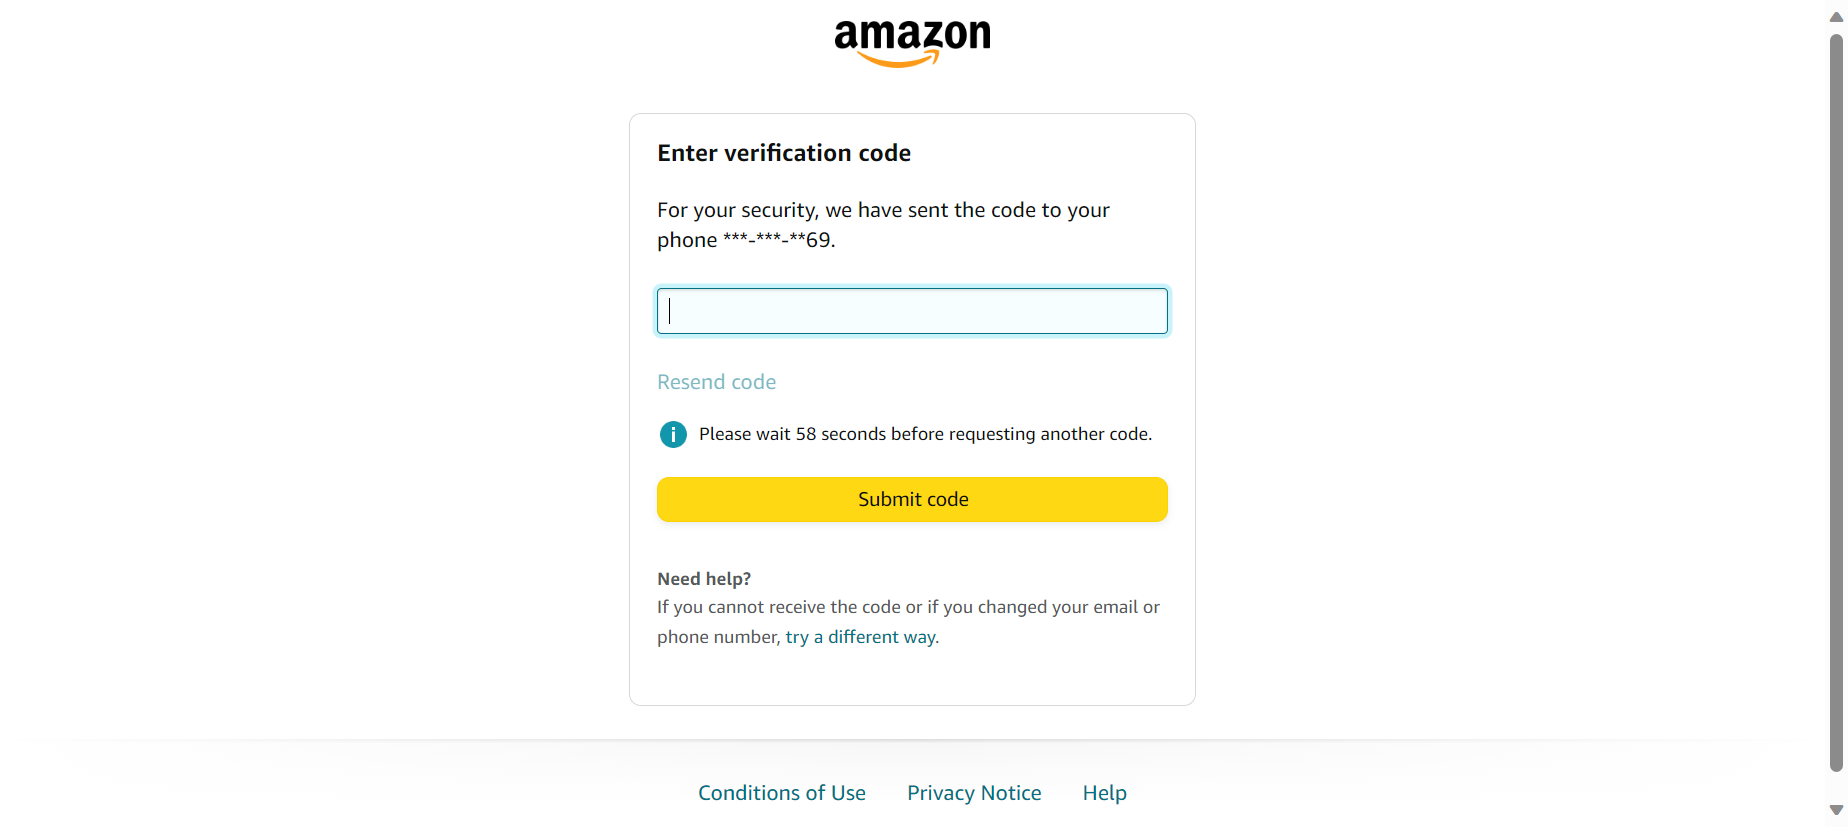 amazon
Enter verification code
For your security, we have sent the code to your
phone ***-***-**69.
Resend code
i Please wait 58 seconds before requesting another code.
Submit code
Need help?
If you cannot receive the code or if you changed your email or
phone number, try a different way.
Conditions of Use Privacy Notice Help